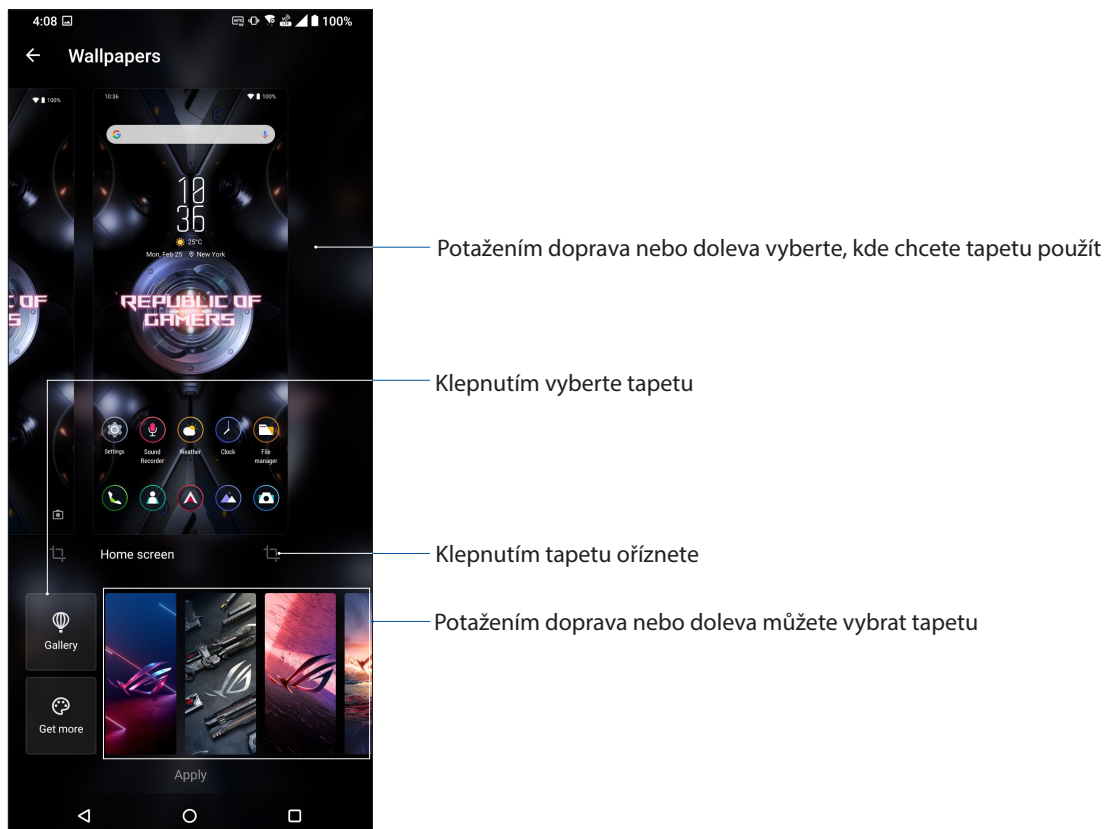 4:08 100%
Wallpapers
100%
10:36 100%
G
10
36
25°C
Mon, Feb 25 New York
OF
S
REPUBLIC OF
GAMERS
Potažením doprava nebo doleva vyberte, kde chcete tapetu použít
Klepnutím vyberte tapetu
Settings
Sound
Recorder
Weather
Clock
File
manager
Home screen
Klepnutím tapetu oříznete
Gallery
Potažením doprava nebo doleva můžete vybrat tapetu
Get more
Apply